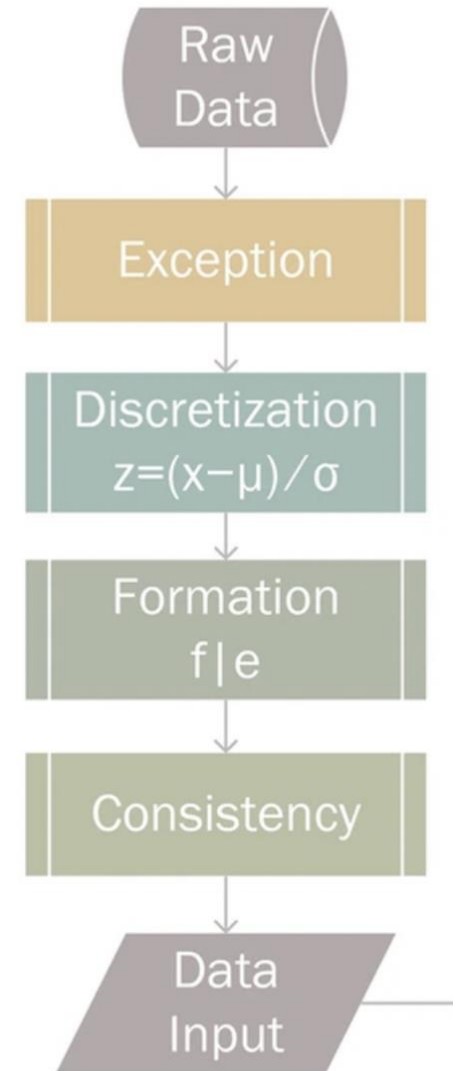 Raw
Data
Exception
Discretization
z=(x−μ)/σ
Formation
f|e
Consistency
Data
Input